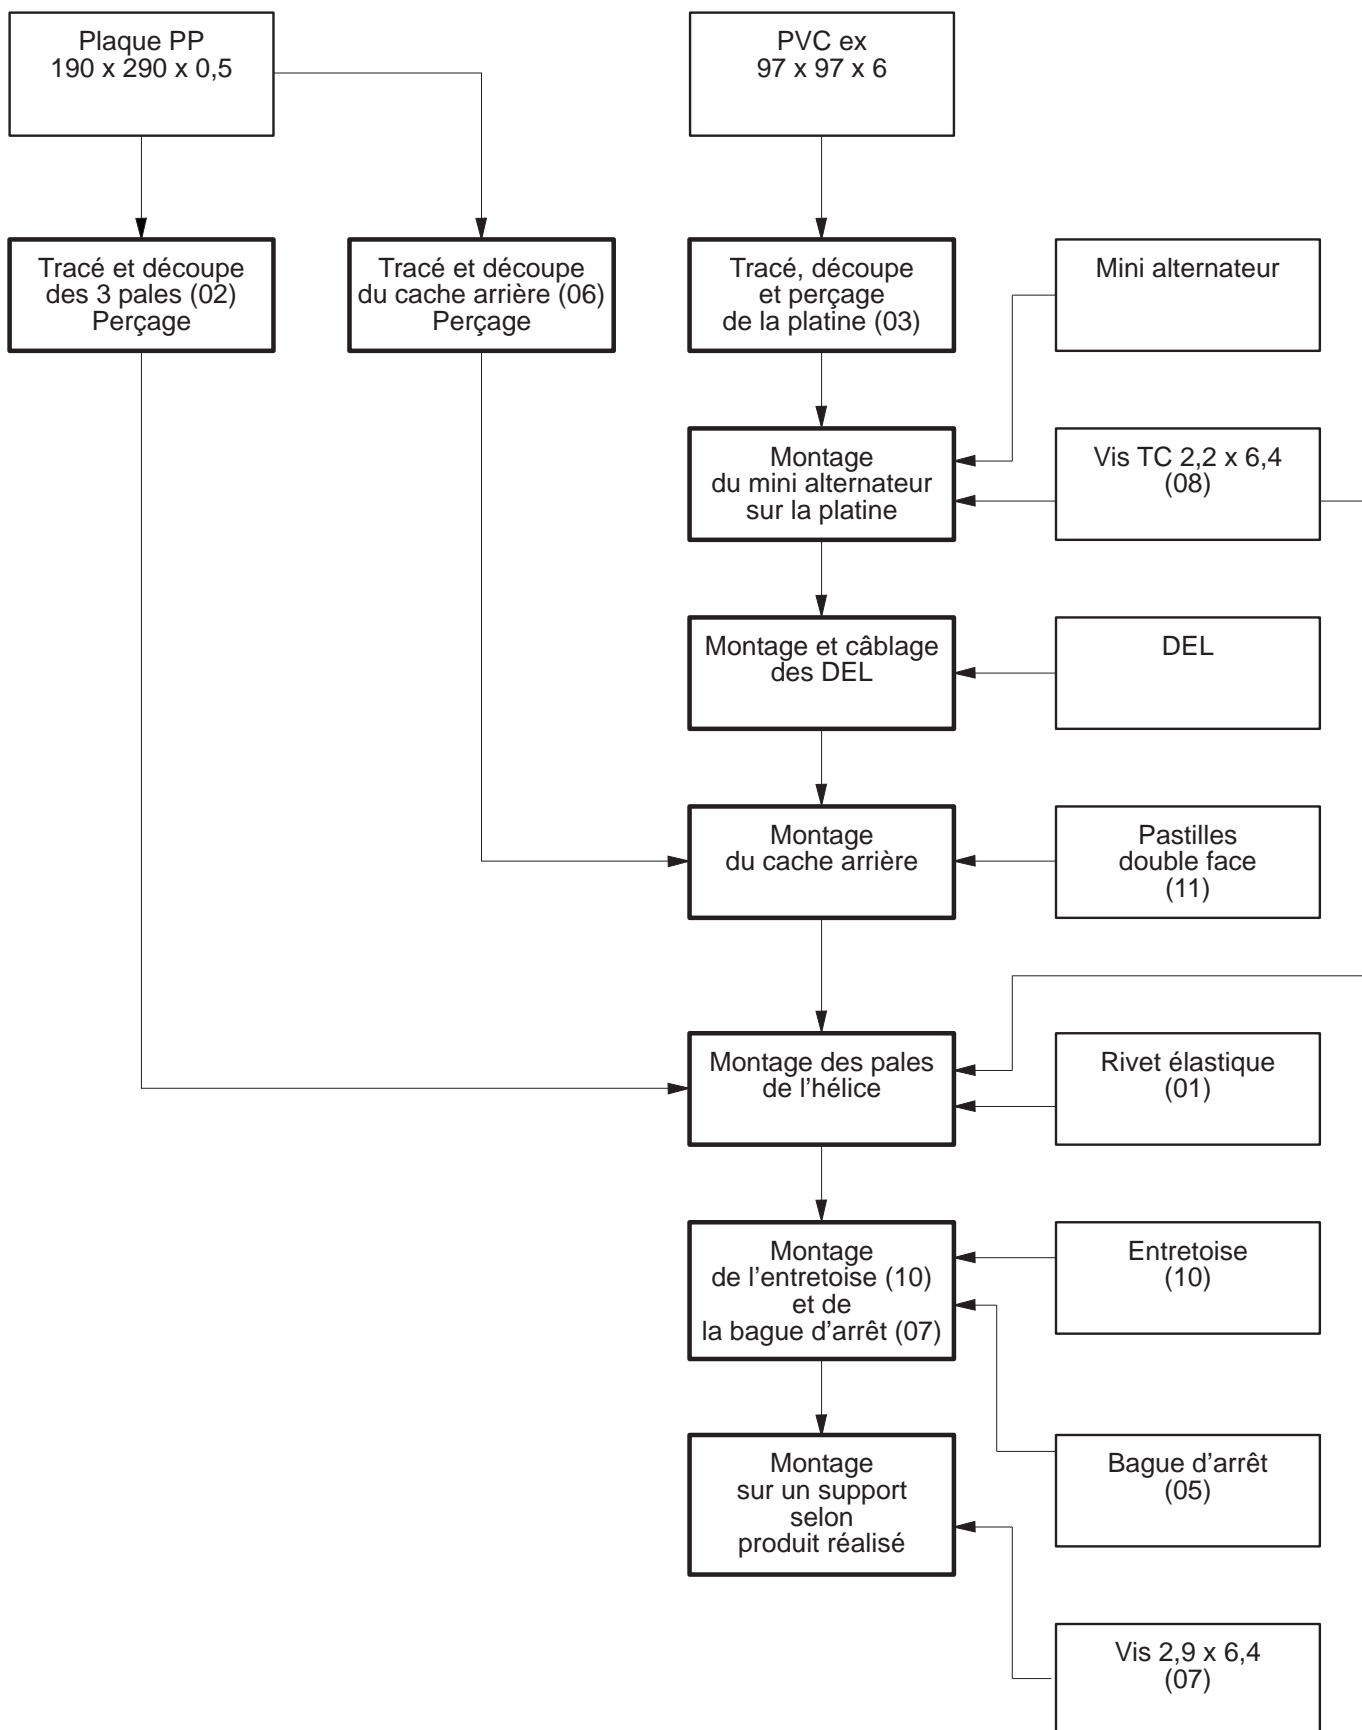 Plaque PP
190 x 290 x 0,5
PVC ex
97 x 97 x 6
Tracé et découpe
des 3 pales (02)
Perçage
Tracé et découpe
du cache arrière (06)
Perçage
Tracé, découpe
et perçage
de la platine (03)
Mini alternateur
Montage
du mini alternateur
sur la platine
Vis TC 2,2 x 6,4
(08)
Montage et câblage
des DEL
DEL
Montage
du cache arrière
Pastilles
double face
(11)
Montage des pales
de l'hélice
Rivet élastique
(01)
Montage
de l'entretoise (10)
et de
la bague d'arrêt (07)
Entretoise
(10)
Montage
sur un support
selon
produit réalisé
Bague d'arrêt
(05)
Vis 2,9 x 6,4
(07)